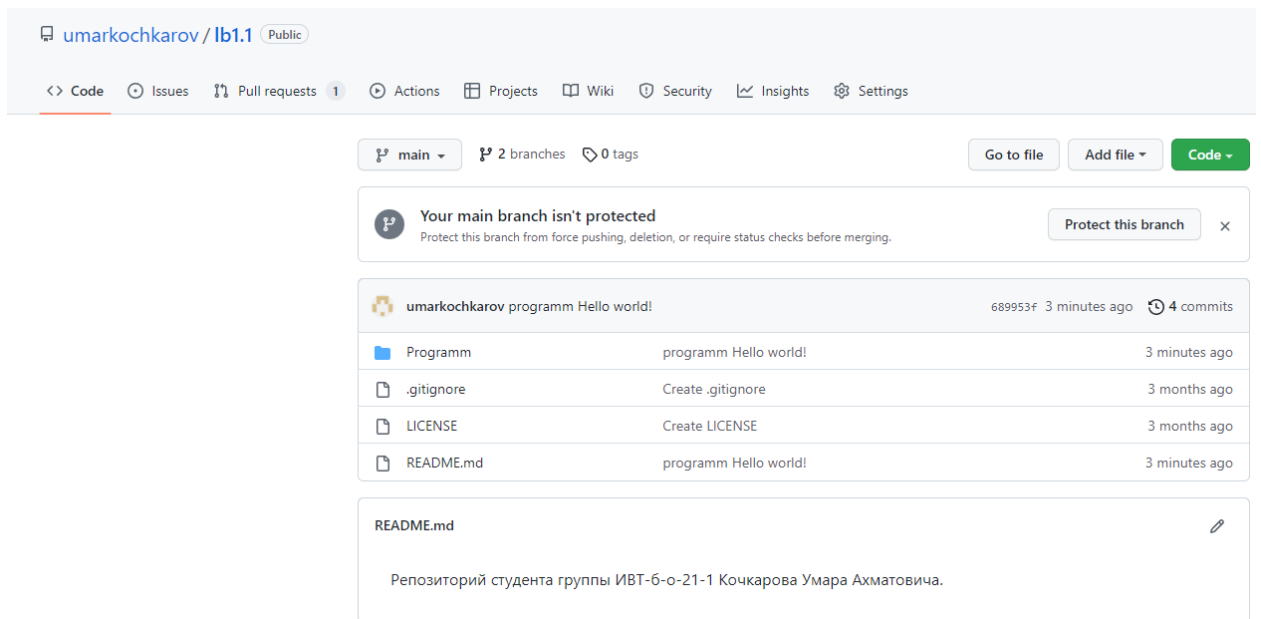 umarkochkarov / lb1.1 Public
Code Issues Pull requests 1 Actions Projects Wiki Security Insights Settings
main 2 branches 0 tags Go to file Add file Code
Your main branch isn't protected
Protect this branch from force pushing, deletion, or require status checks before merging.
Protect this branch
umarkochkarov programm Hello world! 689953f 3 minutes ago 4 commits
Programm programm Hello world! 3 minutes ago
.gitignore Create .gitignore 3 months ago
LICENSE Create LICENSE 3 months ago
README.md programm Hello world! 3 minutes ago
README.md
Репозиторий студента группы ИВТ-б-о-21-1 Кочкарова Умара Ахматовича.